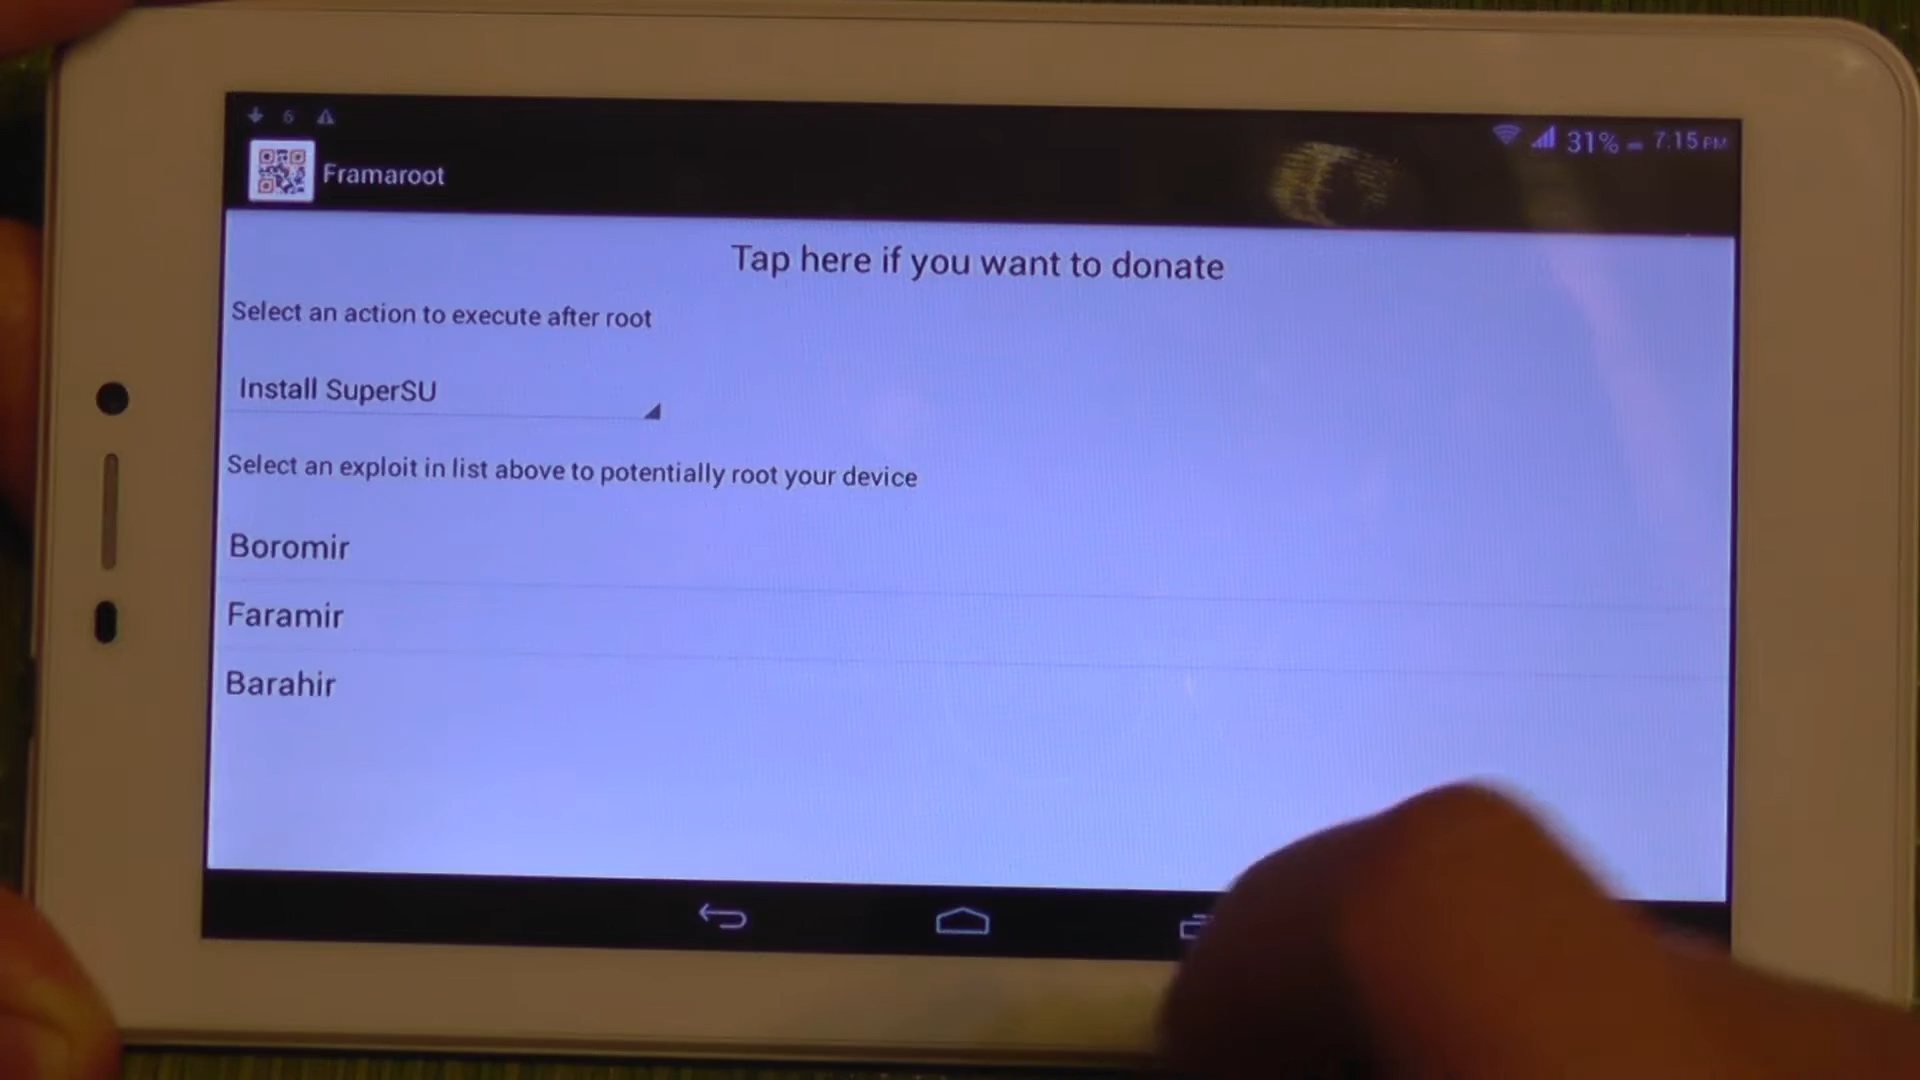 6
31% 7:15 PM
Framaroot
Tap here if you want to donate
Select an action to execute after root
Install SuperSU
Select an exploit in list above to potentially root your device
Boromir
Faramir
Barahir